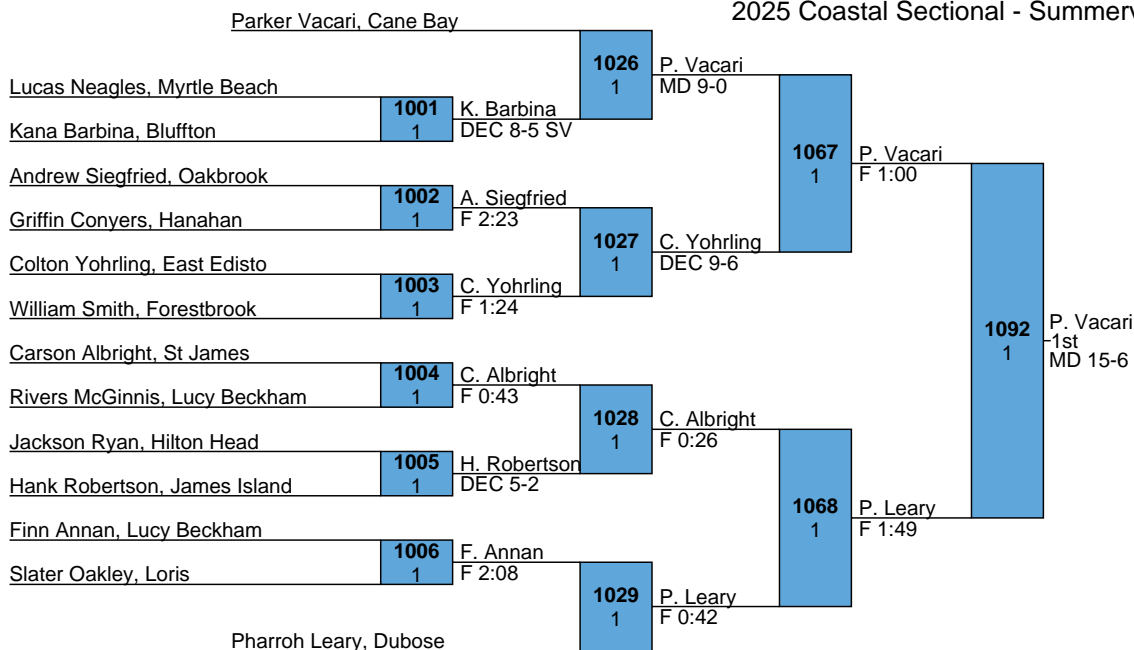 2025 Coastal Sectional - Summerv
Parker Vacari, Cane Bay
1026
1
P. Vacari
MD 9-0
Lucas Neagles, Myrtle Beach
1001
1
K. Barbina
DEC 8-5 SV
Kana Barbina, Bluffton
1067
1
P. Vacari
F 1:00
Andrew Siegfried, Oakbrook
1002
1
A. Siegfried
F 2:23
Griffin Conyers, Hanahan
1027
1
C. Yohrling
DEC 9-6
Colton Yohrling, East Edisto
1003
1
C. Yohrling
F 1:24
William Smith, Forestbrook
1092
1
P. Vacari
1st
MD 15-6
Carson Albright, St James
1004
1
C. Albright
F 0:43
Rivers McGinnis, Lucy Beckham
1028
1
C. Albright
F 0:26
Jackson Ryan, Hilton Head
1005
1
H. Robertson
DEC 5-2
Hank Robertson, James Island
1068
1
P. Leary
F 1:49
Finn Annan, Lucy Beckham
1006
1
F. Annan
F 2:08
Slater Oakley, Loris
1029
1
P. Leary
F 0:42
Pharroh Leary, Dubose